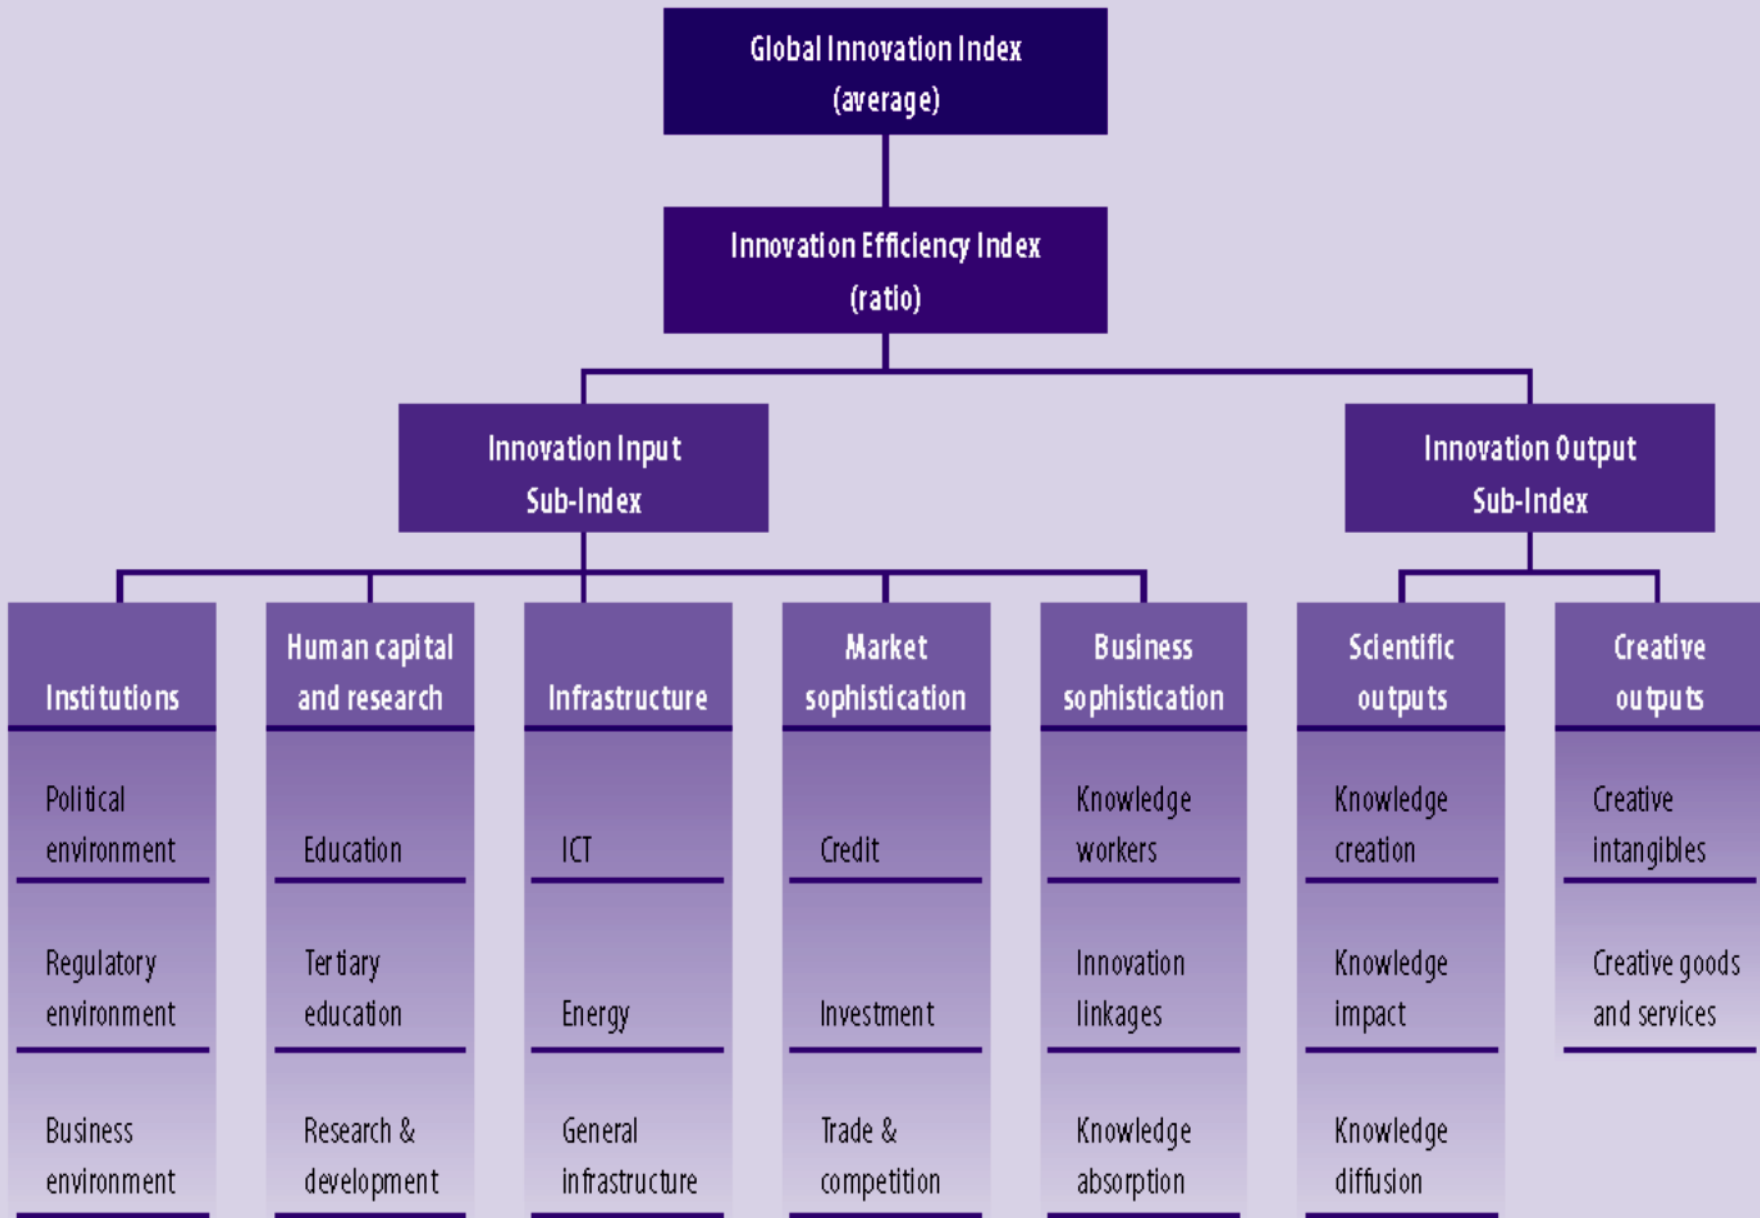 Global Innovation Index
(average)
Innovation Efficiency Index
(ratio)
Innovation Input
Sub-Index
Innovation Output
Sub-Index
Institutions
Human capital
and research
Infrastructure
Market
sophistication
Business
sophistication
Scientific
outputs
Creative
outputs
Political
environment
Education
ICT
Credit
Knowledge
workers
Knowledge
creation
Creative
intangibles
Regulatory
environment
Tertiary
education
Energy
Investment
Innovation
linkages
Knowledge
impact
Creative goods
and services
Business
environment
Research &
development
General
infrastructure
Trade &
competition
Knowledge
absorption
Knowledge
diffusion